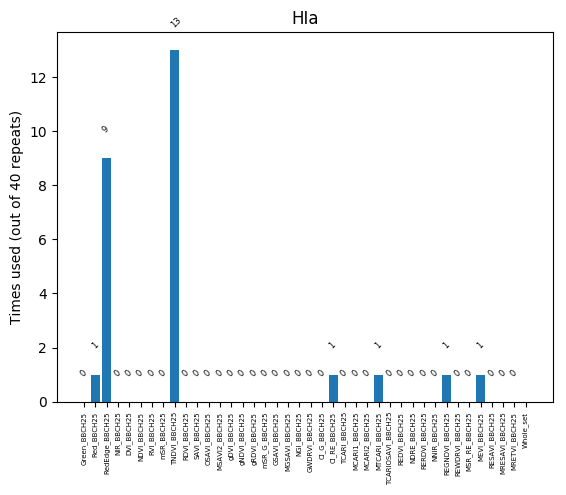 HIa
Times used (out of 40 repeats)
12
10
8
6
4
2
0
0
1
9
0
0
0
0
0
13
0
0
0
0
0
0
0
0
0
0
0
0
0
1
0
0
0
1
0
0
0
0
0
1
0
0
1
0
0
0
Green_BBCH25
Red_BBCH25
RedEdge_BBCH25
NIR_BBCH25
DVI_BBCH25
NDVI_BBCH25
RVI_BBCH25
mSR_BBCH25
TNDVI_BBCH25
RDVI_BBCH25
SAVI_BBCH25
OSAVI_BBCH25
MSAVI2_BBCH25
gDVI_BBCH25
gNDVI_BBCH25
gRDVI_BBCH25
mSR_G_BBCH25
GSAVI_BBCH25
MGSAVI_BBCH25
NGI_BBCH25
GWDRVI_BBCH25
CI_G_BBCH25
CI_RE_BBCH25
TCARI_BBCH25
MCARI1_BBCH25
MCARI2_BBCH25
MTCARI_BBCH25
TCARIOSAVI_BBCH25
REDVI_BBCH25
NDRE_BBCH25
RERDVI_BBCH25
NNIR_BBCH25
REGNDVI_BBCH25
REWDRVI_BBCH25
MSR_RE_BBCH25
MEVI_BBCH25
RESAVI_BBCH25
MRESAVI_BBCH25
MRETVI_BBCH25
Whole_set